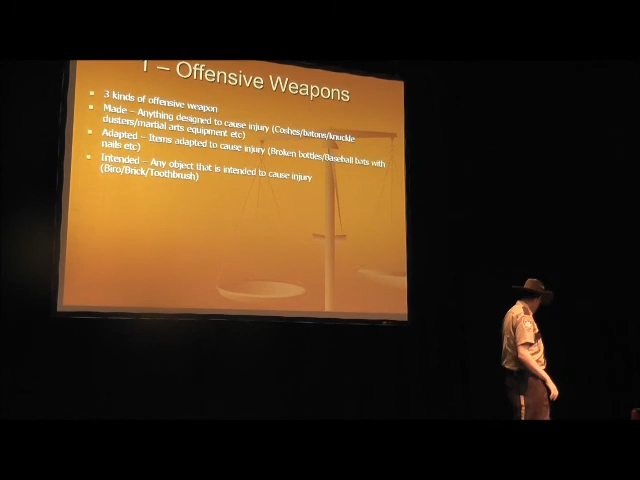 1 – Offensive Weapons
3 kinds of offensive weapon
Made – Anything designed to cause injury (Coshes/batons/knuckle
dusters/martial arts equipment etc)
Adapted – Items adapted to cause injury (Broken bottles/Baseball bats with
nails etc)
Intended – Any object that is intended to cause injury
(Biro/Brick/Toothbrush)